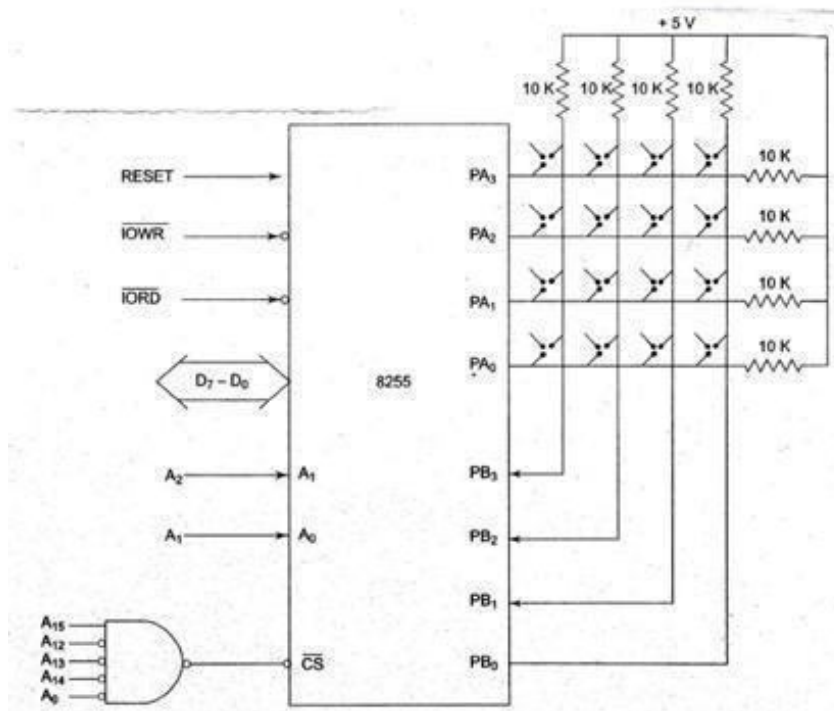 + 5 V
10 K 10 K 10 K 10 K
RESET
IOWR
IORD
D₇ – D₀
8255
PA₃
PA₂
PA₁
PA₀
10 K
10 K
10 K
10 K
A₂
A₁
A₁
A₀
PB₃
PB₂
PB₁
PB₀
A₁₅
A₁₂
A₁₃
A₁₄
A₀
CS